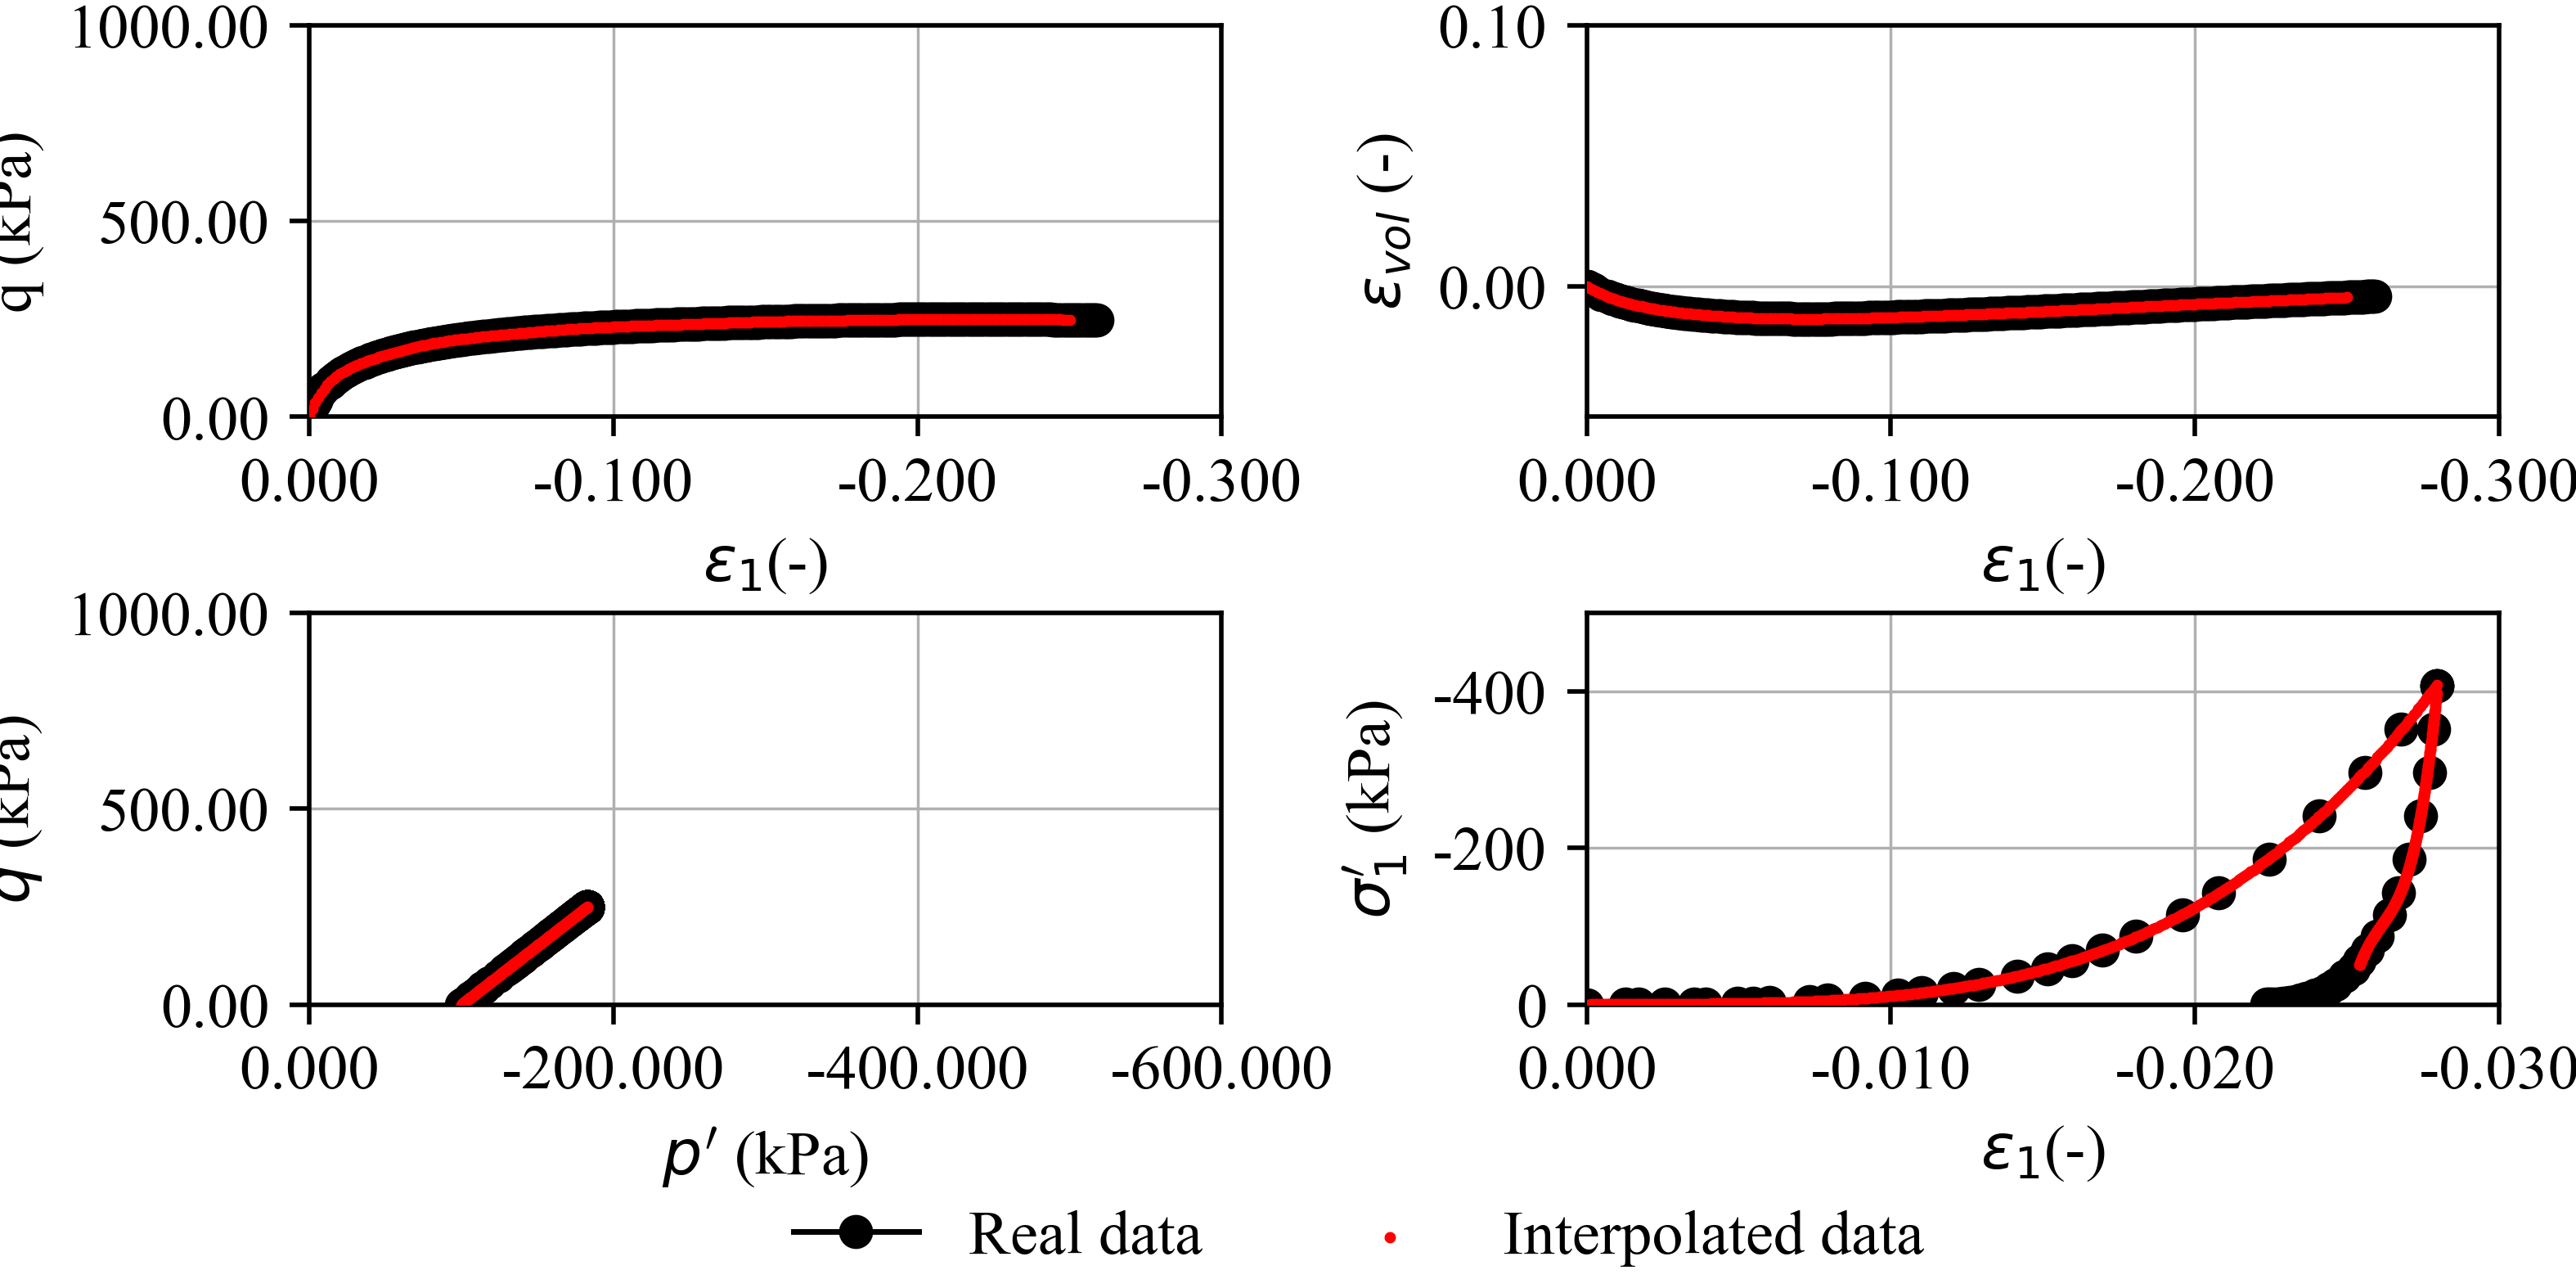 1000.00
500.00
0.00
q (kPa)
0.000 -0.100 -0.200 -0.300
ε1(-)
0.10
0.00
εvol (-)
0.000 -0.100 -0.200 -0.300
ε1(-)
1000.00
500.00
0.00
q (kPa)
0.000 -200.000 -400.000 -600.000
p′ (kPa)
-400
-200
0
σ′1 (kPa)
0.000 -0.010 -0.020 -0.030
ε1(-)
Real data Interpolated data